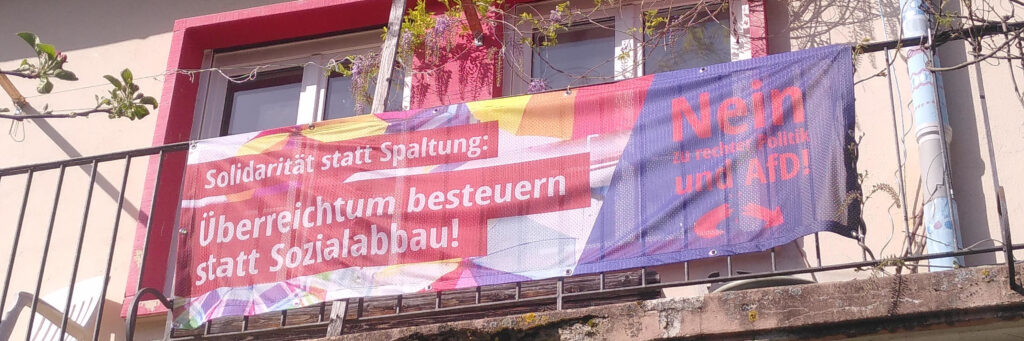 Solidarität statt Spaltung:
Überreichtum besteuern
statt Sozialabbau!
Nein
zu rechter Politik
und AfD!